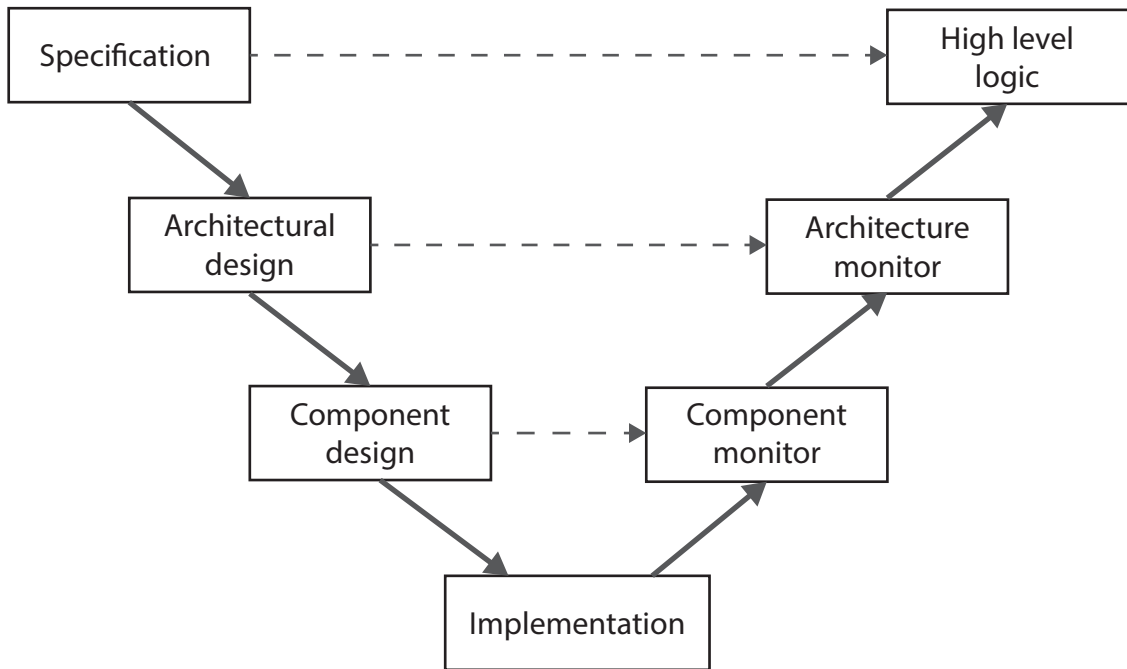 Specification
High level
logic
Architectural
design
Architecture
monitor
Component
design
Component
monitor
Implementation